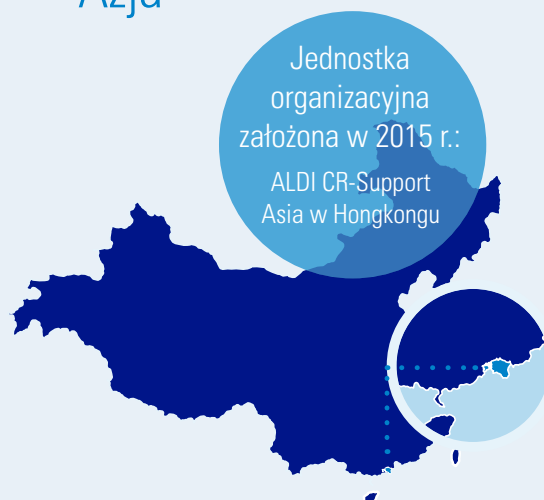 Azja
Jednostka
organizacyjna
założona w 2015 r.:
ALDI CR-Support
Asia w Hongkongu